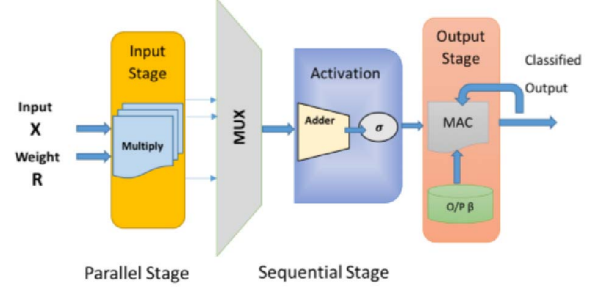 Input
Stage
Input
X
Weight
R
Multiply
MUX
Activation
Adder
σ
Output
Stage
MAC
O/P β
Classified
Output
Parallel Stage
Sequential Stage